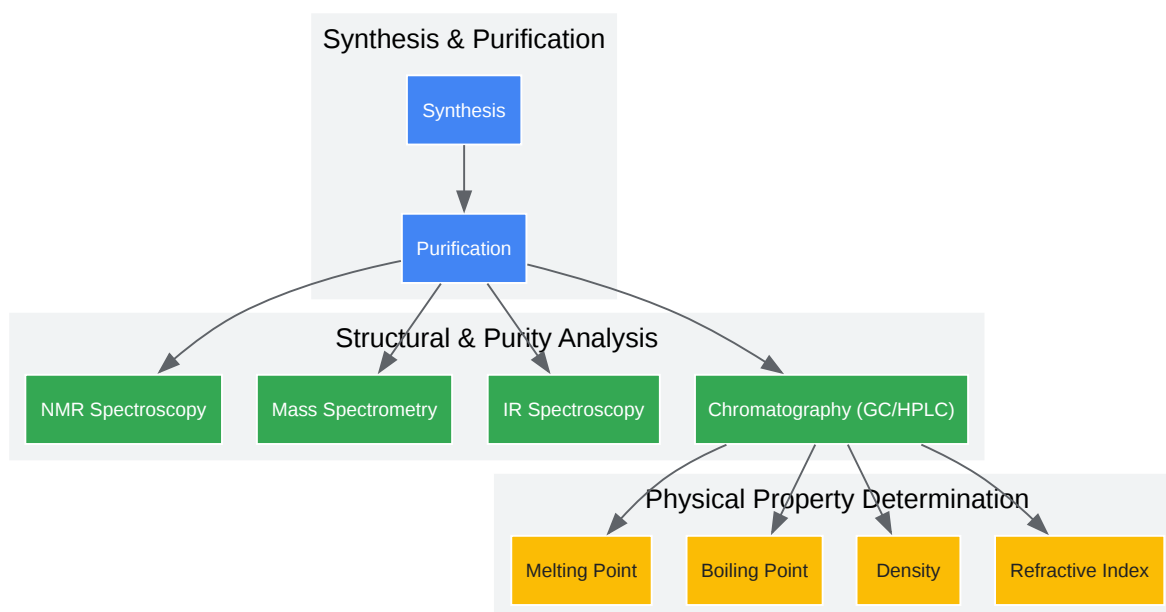 Synthesis & Purification
Synthesis
Purification
Structural & Purity Analysis
NMR Spectroscopy
Mass Spectrometry
IR Spectroscopy
Chromatography (GC/HPLC)
Physical Property Determination
Melting Point
Boiling Point
Density
Refractive Index